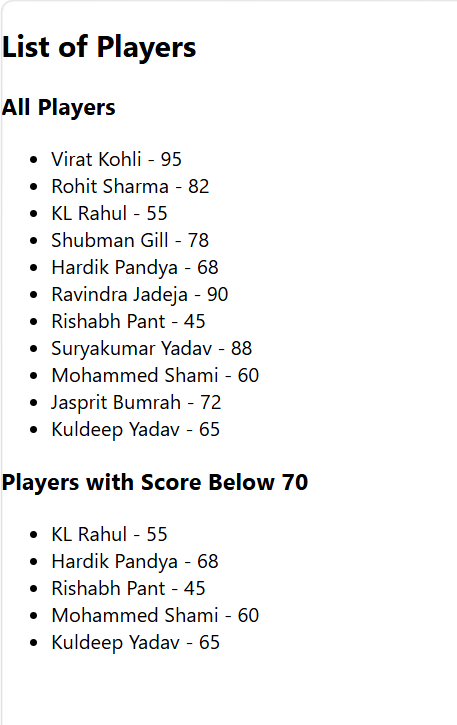 List of Players
All Players
Virat Kohli - 95
Rohit Sharma - 82
KL Rahul - 55
Shubman Gill - 78
Hardik Pandya - 68
Ravindra Jadeja - 90
Rishabh Pant - 45
Suryakumar Yadav - 88
Mohammed Shami - 60
Jasprit Bumrah - 72
Kuldeep Yadav - 65
Players with Score Below 70
KL Rahul - 55
Hardik Pandya - 68
Rishabh Pant - 45
Mohammed Shami - 60
Kuldeep Yadav - 65